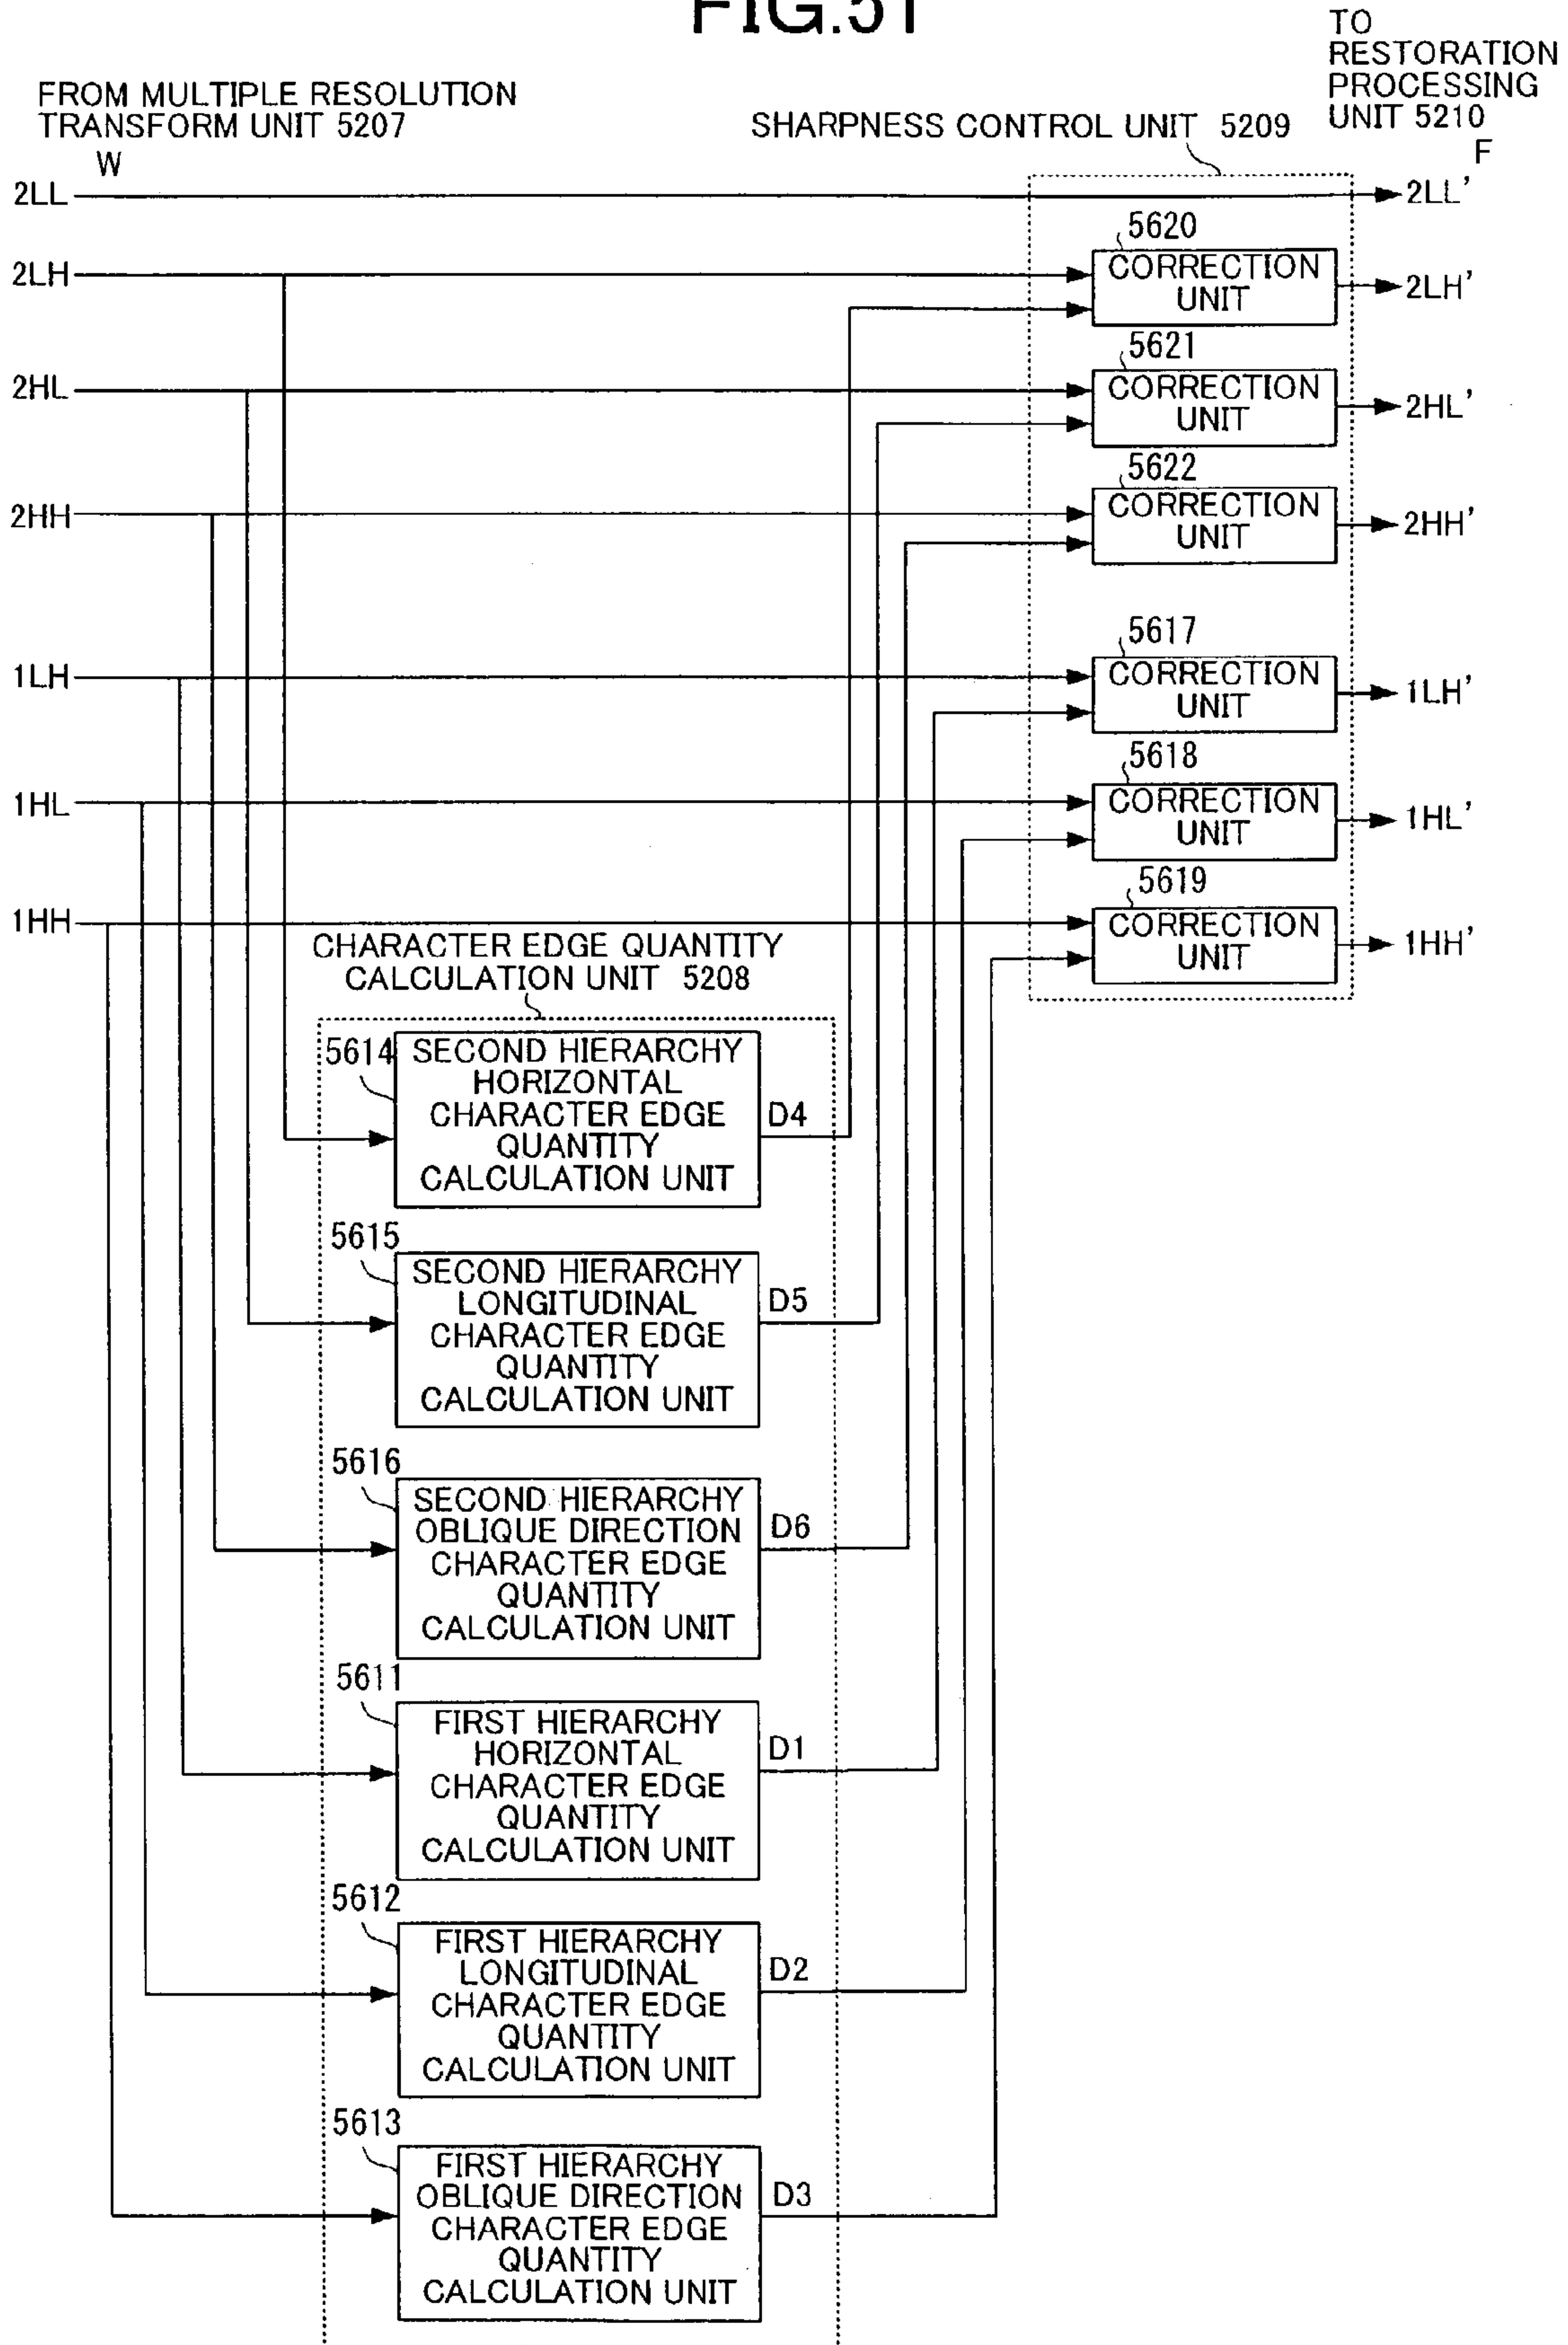 FIG.51
TO
RESTORATION
PROCESSING
UNIT 5210
FROM MULTIPLE RESOLUTION
TRANSFORM UNIT 5207
SHARPNESS CONTROL UNIT 5209
W
F
2LL
2LL'
5620
2LH
CORRECTION
UNIT
2LH'
5621
2HL
CORRECTION
UNIT
2HL'
5622
2HH
CORRECTION
UNIT
2HH'
5617
1LH
CORRECTION
UNIT
1LH'
5618
1HL
CORRECTION
UNIT
1HL'
5619
1HH
CORRECTION
UNIT
1HH'
CHARACTER EDGE QUANTITY
CALCULATION UNIT 5208
5614
SECOND HIERARCHY
HORIZONTAL
CHARACTER EDGE
QUANTITY
CALCULATION UNIT
D4
5615
SECOND HIERARCHY
LONGITUDINAL
CHARACTER EDGE
QUANTITY
CALCULATION UNIT
D5
5616
SECOND HIERARCHY
OBLIQUE DIRECTION
CHARACTER EDGE
QUANTITY
CALCULATION UNIT
D6
5611
FIRST HIERARCHY
HORIZONTAL
CHARACTER EDGE
QUANTITY
CALCULATION UNIT
D1
5612
FIRST HIERARCHY
LONGITUDINAL
CHARACTER EDGE
QUANTITY
CALCULATION UNIT
D2
5613
FIRST HIERARCHY
OBLIQUE DIRECTION
CHARACTER EDGE
QUANTITY
CALCULATION UNIT
D3